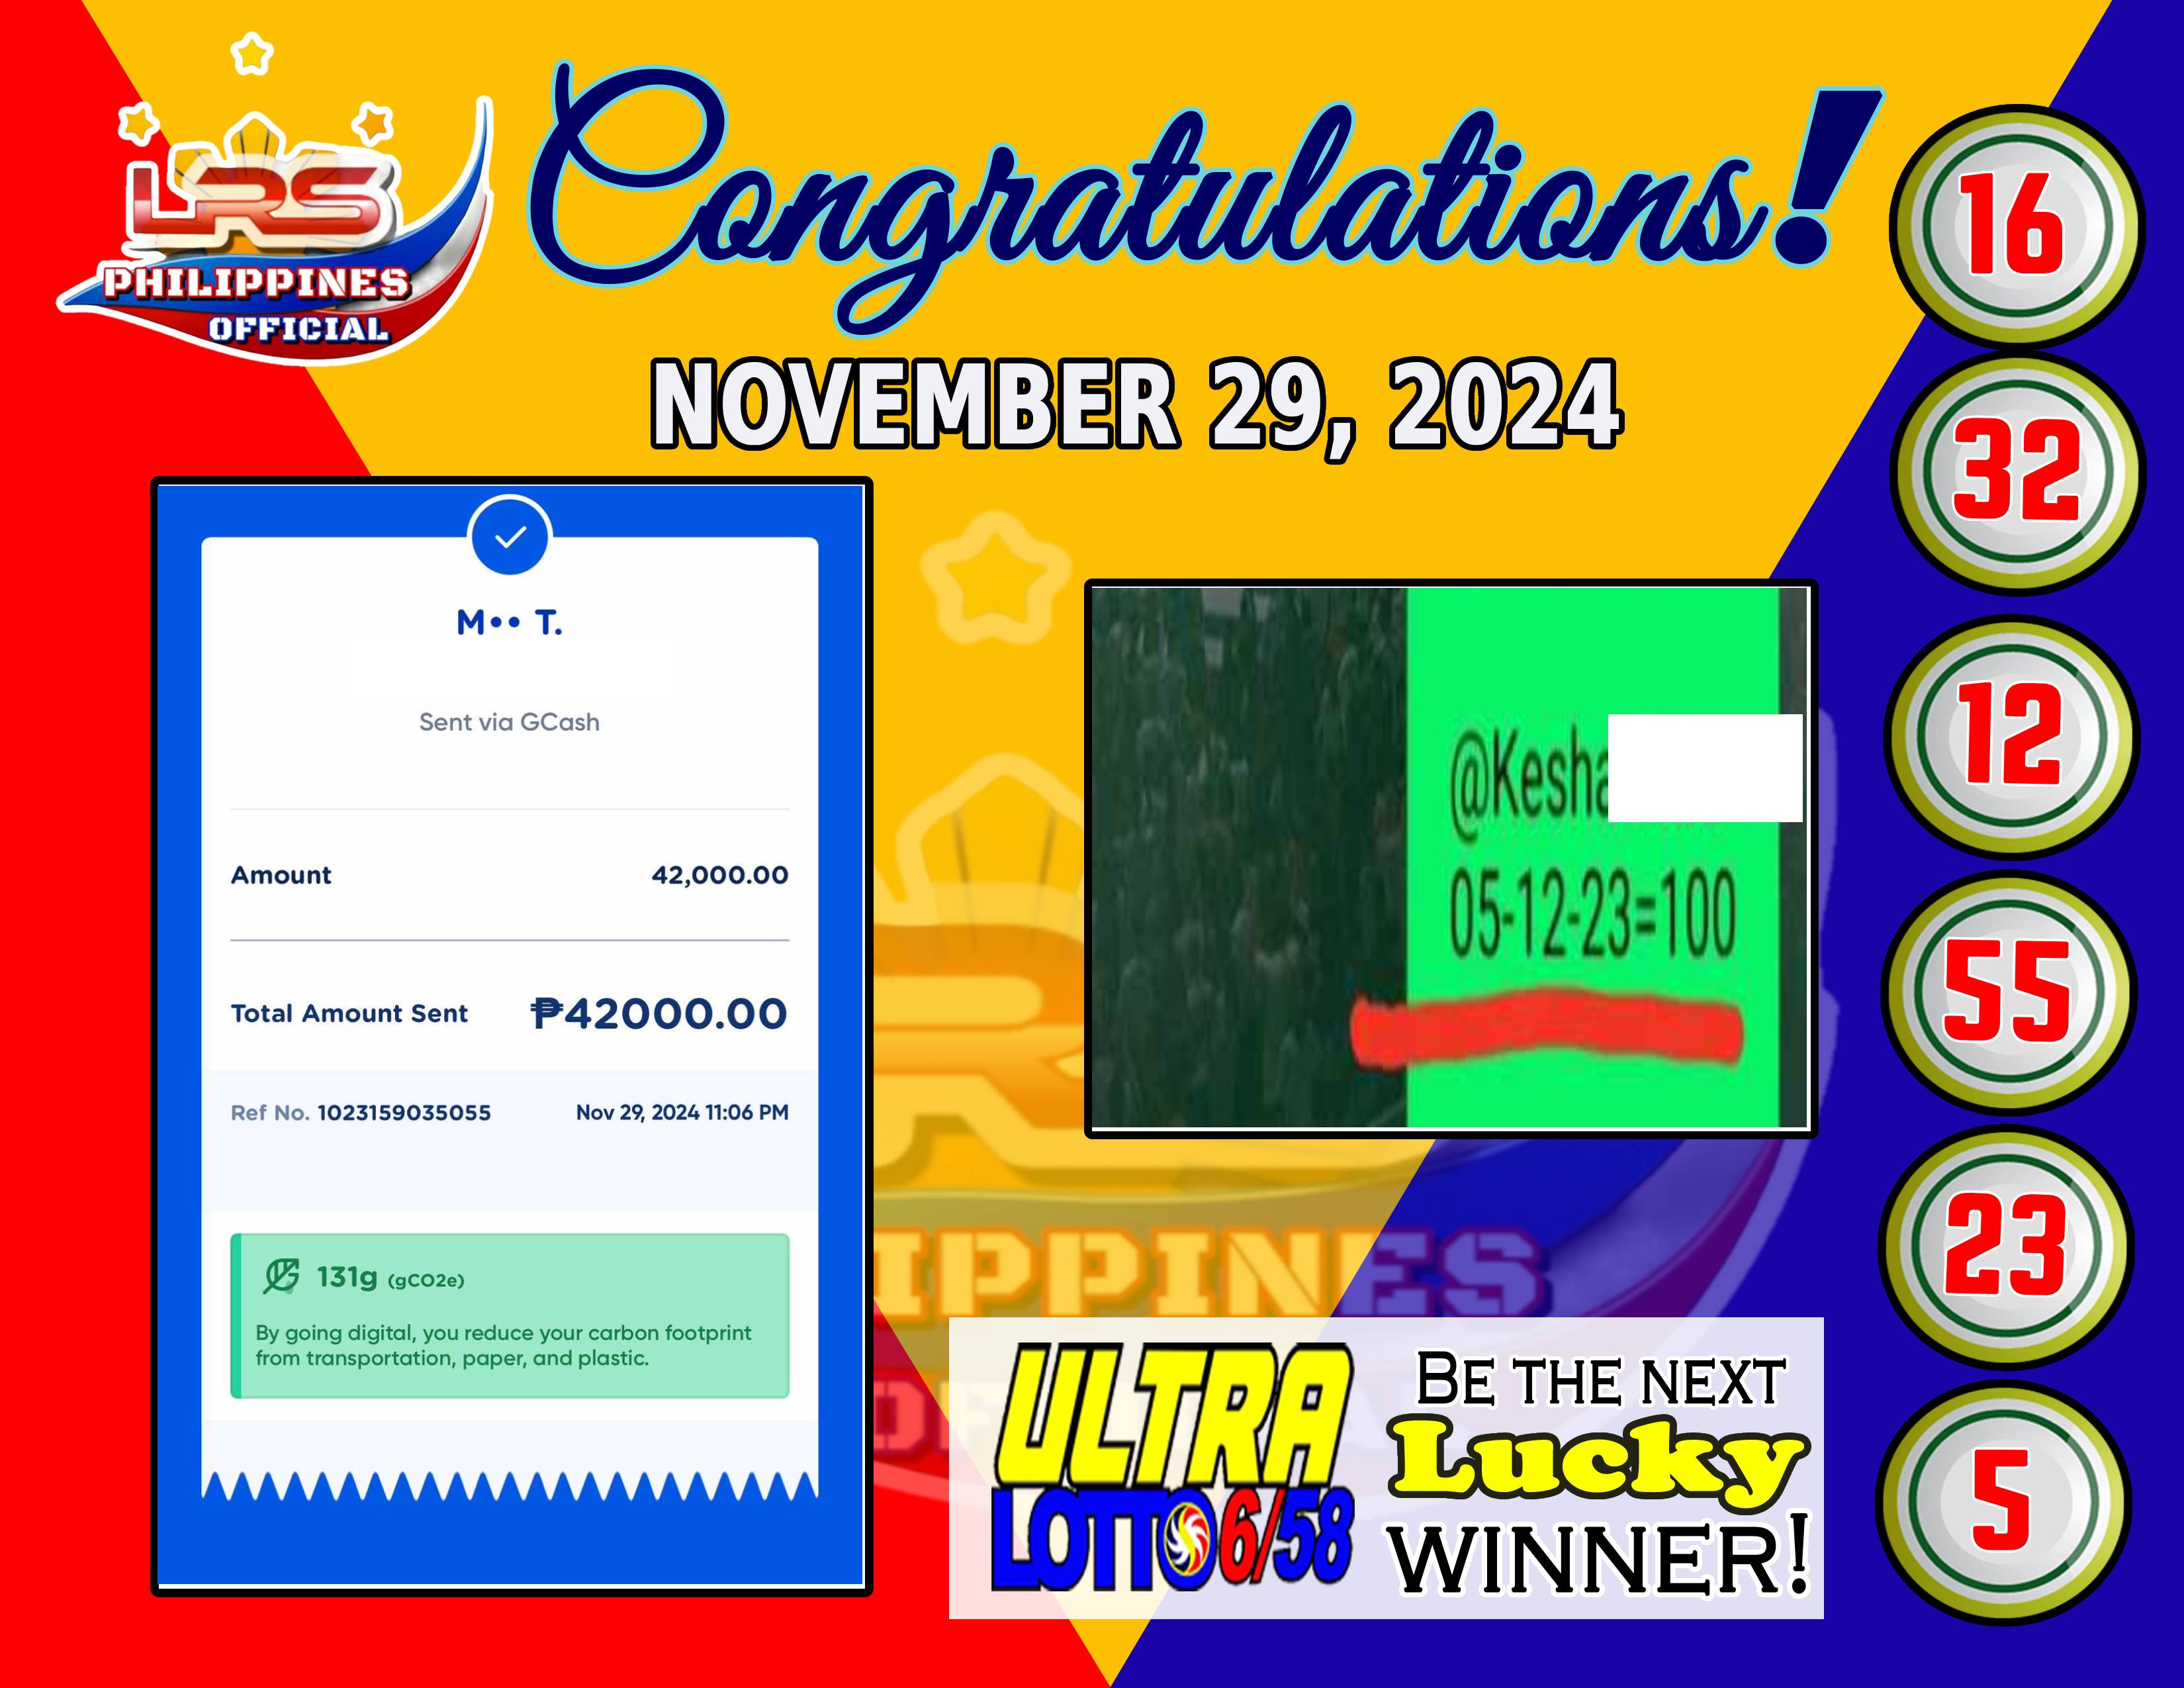 LRS
PHILIPPINES
OFFICIAL
Congratulations!
NOVEMBER 29, 2024
M•• T.
Sent via GCash
Amount 42,000.00
Total Amount Sent ₱42000.00
Ref No. 1023159035055 Nov 29, 2024 11:06 PM
131g (gCO2e)
By going digital, you reduce your carbon footprint
from transportation, paper, and plastic.
@Kesha
05-12-23=100
ULTRA
LOTTO 6/58
BE THE NEXT
Lucky
WINNER!
16
32
12
55
23
5